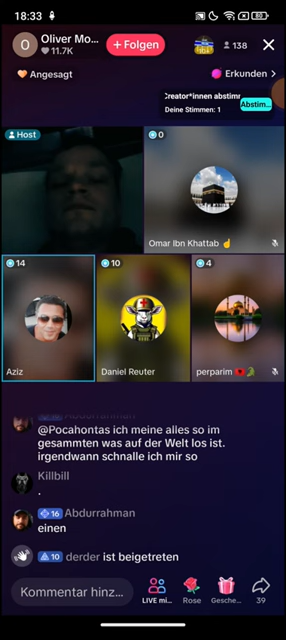 18:33
80
O
Oliver Mo...
11.7K
+ Folgen
138
Angesagt
Erkunden >
Creator*innen abstimm
Deine Stimmen: 1
Abstim...
Host
0
Omar Ibn Khattab ☝️
14
Aziz
10
Daniel Reuter
4
perparim
Abdurrahman
@Pocahontas ich meine alles so im
gesammten was auf der Welt los ist.
irgendwann schnalle ich mir so
Killbill
.
16 Abdurrahman
einen
10 derder ist beigetreten
Kommentar hinz...
LIVE mi...
Rose
Gesche...
39